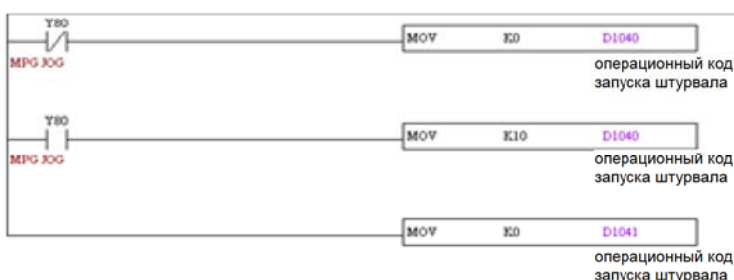 Y80
MOV K0 D1040
MPG JOG
операционный код
запуска штурвала
Y80
MOV K10 D1040
MPG JOG
операционный код
запуска штурвала
MOV K0 D1041
операционный код
запуска штурвала